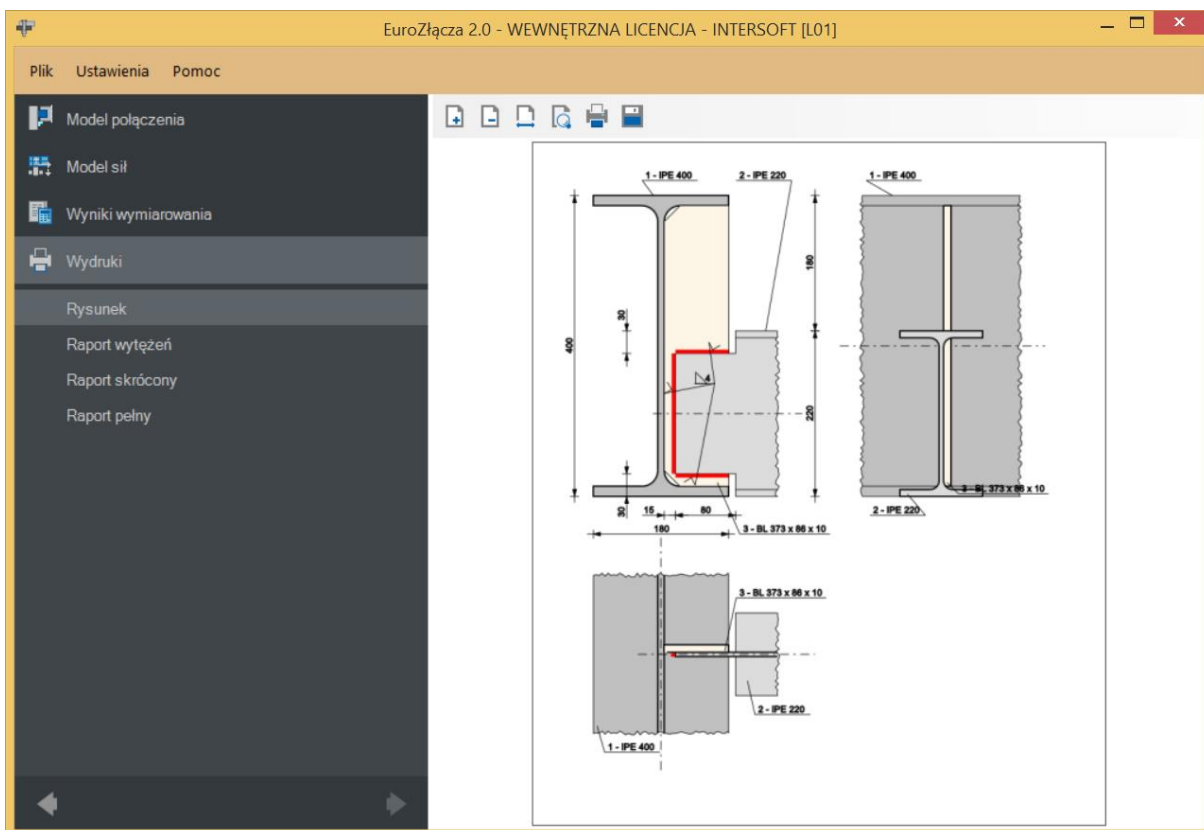 EuroZłącza 2.0 - WEWNĘTRZNA LICENCJA - INTERSOFT [L01]
Plik Ustawienia Pomoc
Model połączenia
Model sił
Wyniki wymiarowania
Wydruki
Rysunek
Raport wytężeń
Raport skrócony
Raport pełny
1 - IPE 400
2 - IPE 220
1 - IPE 400
180
30
400
4
220
30
15
80
180
3 - BL 373 x 86 x 10
3 - BL 373 x 86 x 10
2 - IPE 220
3 - BL 373 x 86 x 10
2 - IPE 220
1 - IPE 400